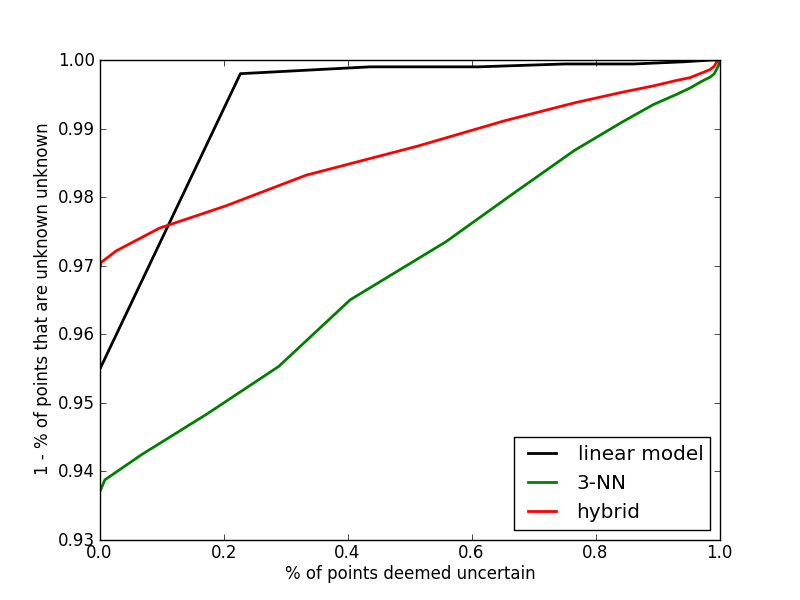 1.00
0.99
0.98
0.97
0.96
0.95
0.94
0.93
1 - % of points that are unknown unknown
linear model
3-NN
hybrid
0.0 0.2 0.4 0.6 0.8 1.0
% of points deemed uncertain